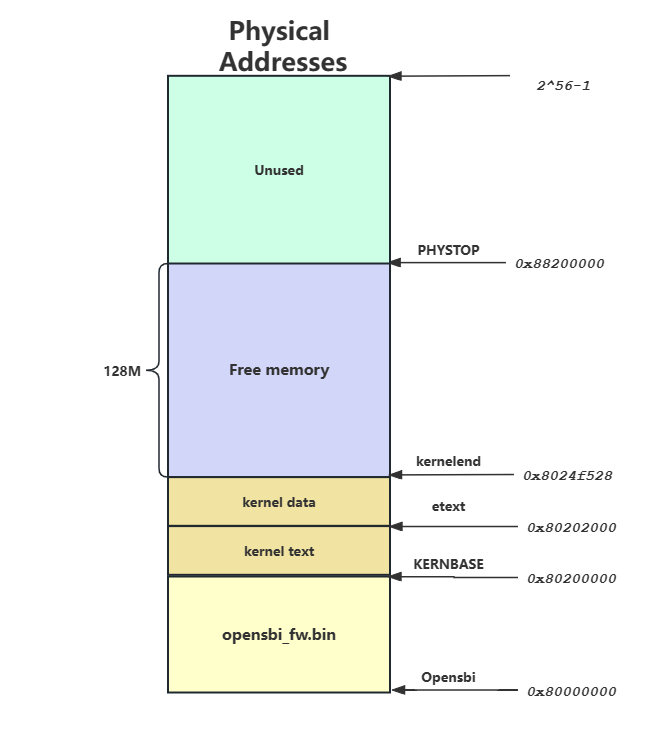 Physical
Addresses
2^56-1
Unused
PHYSTOP
0x88200000
128M
Free memory
kernelend
0x8024f528
kernel data
etext
0x80202000
kernel text
KERNBASE
0x80200000
opensbi_fw.bin
Opensbi
0x80000000